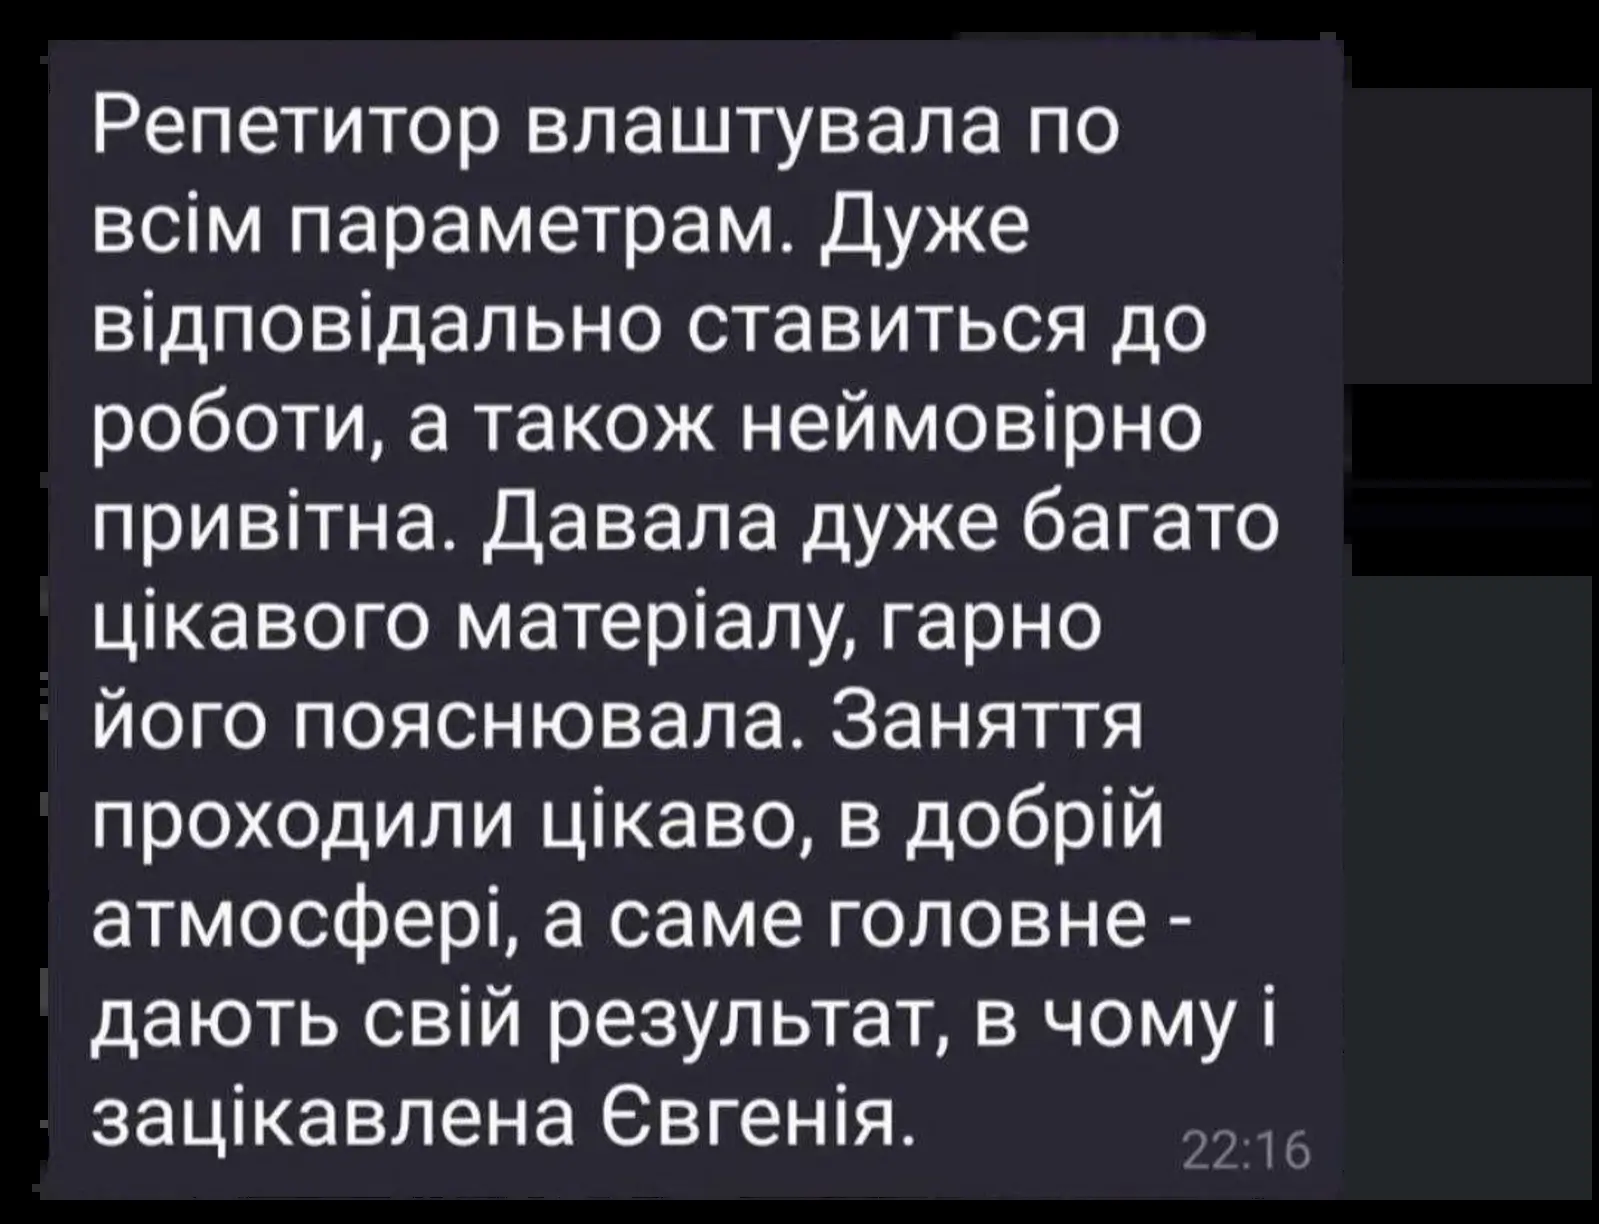 Репетитор влаштувала по
всім параметрам. Дуже
відповідально ставиться до
роботи, а також неймовірно
привітна. Давала дуже багато
цікавого матеріалу, гарно
його пояснювала. Заняття
проходили цікаво, в добрій
атмосфері, а саме головне -
дають свій результат, в чому і
зацікавлена Євгенія.
22:16